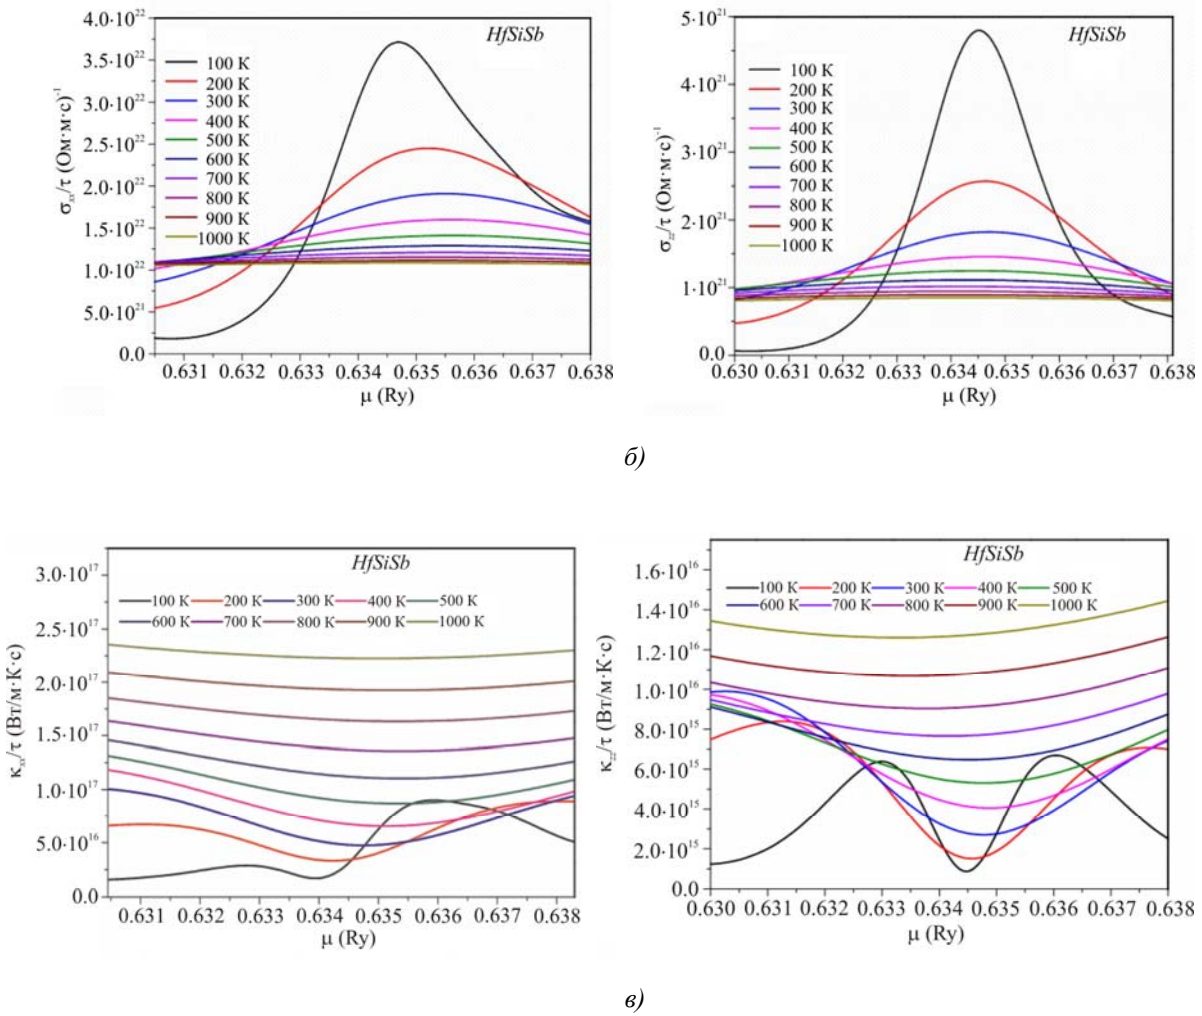 HfSiSb
4.0·10²²
3.5·10²²
3.0·10²²
2.5·10²²
2.0·10²²
1.5·10²²
1.0·10²²
5.0·10²¹
0.0
σxx/τ (Ом·м·с)⁻¹
100 K
200 K
300 K
400 K
500 K
600 K
700 K
800 K
900 K
1000 K
0.631 0.632 0.633 0.634 0.635 0.636 0.637 0.638
μ (Ry)
HfSiSb
5·10²¹
4·10²¹
3·10²¹
2·10²¹
1·10²¹
0.0
σzz/τ (Ом·м·с)⁻¹
100 K
200 K
300 K
400 K
500 K
600 K
700 K
800 K
900 K
1000 K
0.630 0.631 0.632 0.633 0.634 0.635 0.636 0.637 0.638
μ (Ry)
б)
HfSiSb
3.0·10¹⁷
2.5·10¹⁷
2.0·10¹⁷
1.5·10¹⁷
1.0·10¹⁷
5.0·10¹⁶
0.0
κxx/τ (Вт/м·К·с)
100 K 200 K 300 K 400 K 500 K
600 K 700 K 800 K 900 K 1000 K
0.631 0.632 0.633 0.634 0.635 0.636 0.637 0.638
μ (Ry)
HfSiSb
1.6·10¹⁶
1.4·10¹⁶
1.2·10¹⁶
1.0·10¹⁶
8.0·10¹⁵
6.0·10¹⁵
4.0·10¹⁵
2.0·10¹⁵
0.0
κzz/τ (Вт/м·К·с)
100 K 200 K 300 K 400 K 500 K
600 K 700 K 800 K 900 K 1000 K
0.630 0.631 0.632 0.633 0.634 0.635 0.636 0.637 0.638
μ (Ry)
в)